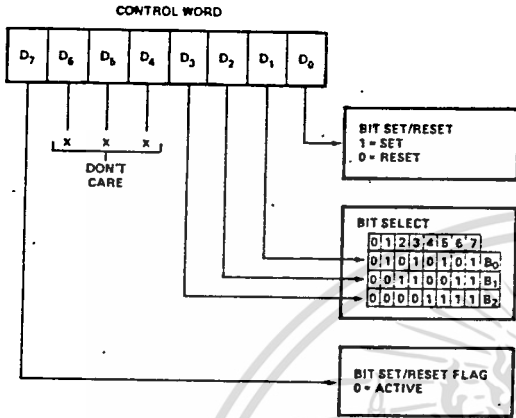 CONTROL WORD
D7 D6 D5 D4 D3 D2 D1 D0
X X X
DON'T
CARE
BIT SET/RESET
1 = SET
0 = RESET
BIT SELECT
0 1 2 3 4 5 6 7
0 1 0 1 0 1 0 1 B0
0 0 1 1 0 0 1 1 B1
0 0 0 0 1 1 1 1 B2
BIT SET/RESET FLAG
0 = ACTIVE